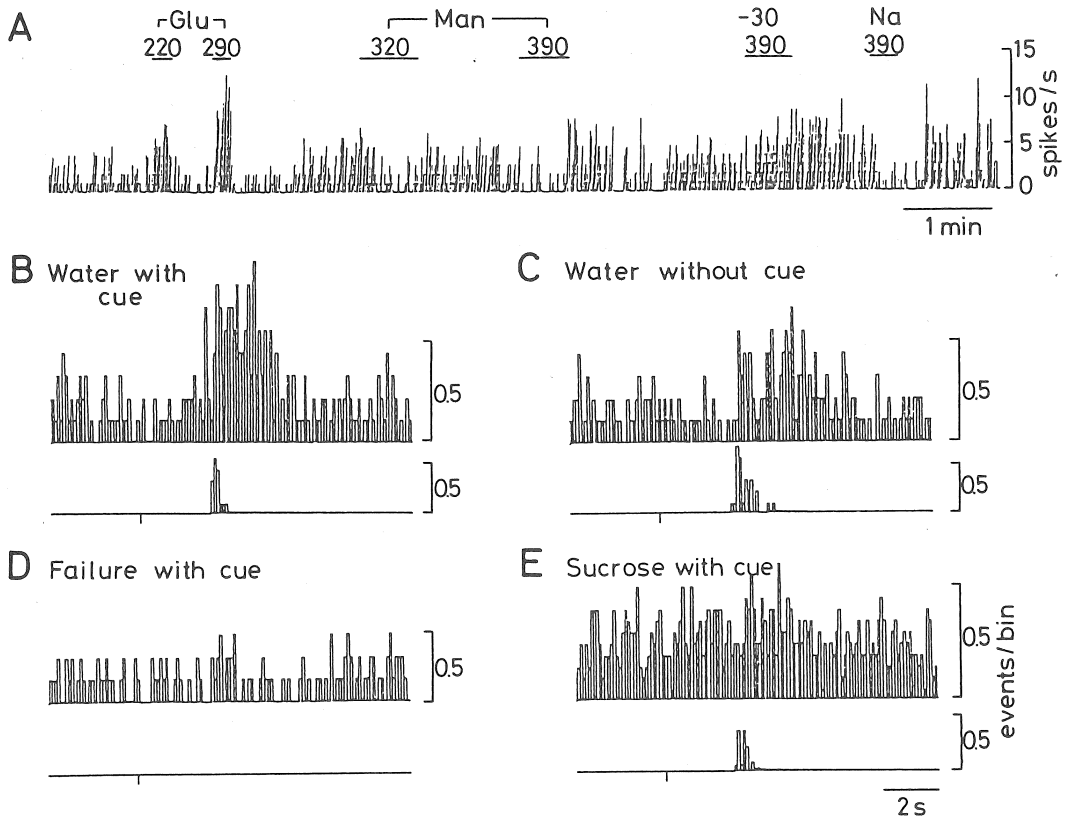 A
Glu
Man
-30
Na
220
290
320
390
390
390
15
10
5
0
spikes/s
1 min
B
Water with
cue
0.5
0.5
C
Water without cue
0.5
0.5
D
Failure with cue
0.5
E
Sucrose with cue
0.5
0.5
events/bin
2s